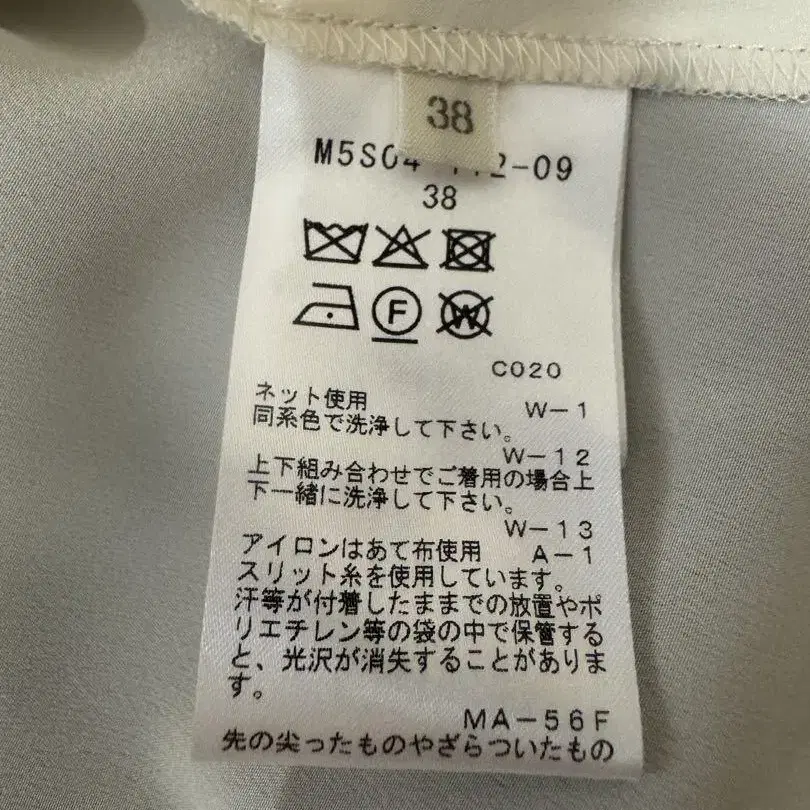 38
M5S04 112-09
38
F
W
C020
ネット使用 W-1
同系色で洗浄して下さい。
W-12
上下組み合わせでご着用の場合上
下一緒に洗浄して下さい。
W-13
アイロンはあて布使用 A-1
スリット糸を使用しています。
汗等が付着したままでの放置やポ
リエチレン等の袋の中で保管する
と、光沢が消失することがありま
す。
MA-56F
先の尖ったものやざらついたもの